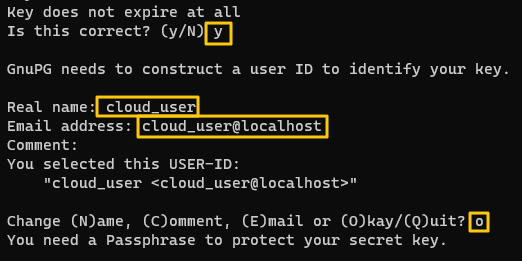 Key does not expire at all
Is this correct? (y/N) y
GnuPG needs to construct a user ID to identify your key.
Real name: cloud_user
Email address: cloud_user@localhost
Comment:
You selected this USER-ID:
"cloud_user <cloud_user@localhost>"
Change (N)ame, (C)omment, (E)mail or (O)kay/(Q)uit? o
You need a Passphrase to protect your secret key.